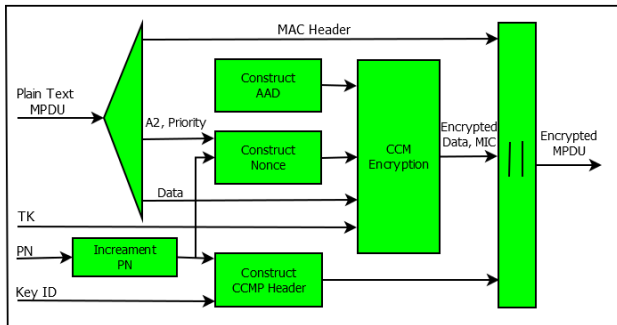 MAC Header
Construct
AAD
Plain Text
MPDU
A2, Priority
Construct
Nonce
CCM
Encryption
Encrypted
Data, MIC
||
Encrypted
MPDU
Data
TK
PN
Increament
PN
Construct
CCMP Header
Key ID